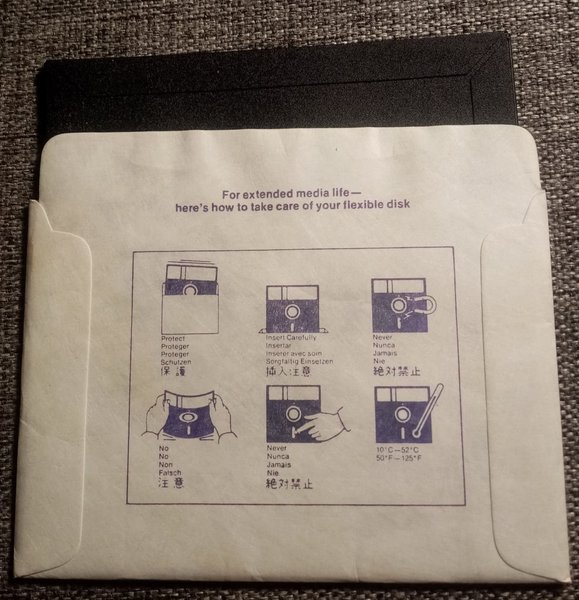 For extended media life—
here's how to take care of your flexible disk
Protect
Proteger
Proteger
Schutzen
保護
Insert Carefully
Insertar
Inserer avec soin
Sorgfaltig Einsetzen
挿入注意
Never
Nunca
Jamais
Nie
絶対禁止
No
No
Non
Falsch
注意
Never
Nunca
Jamais
Nie
絶対禁止
10°C—52°C
50°F—125°F